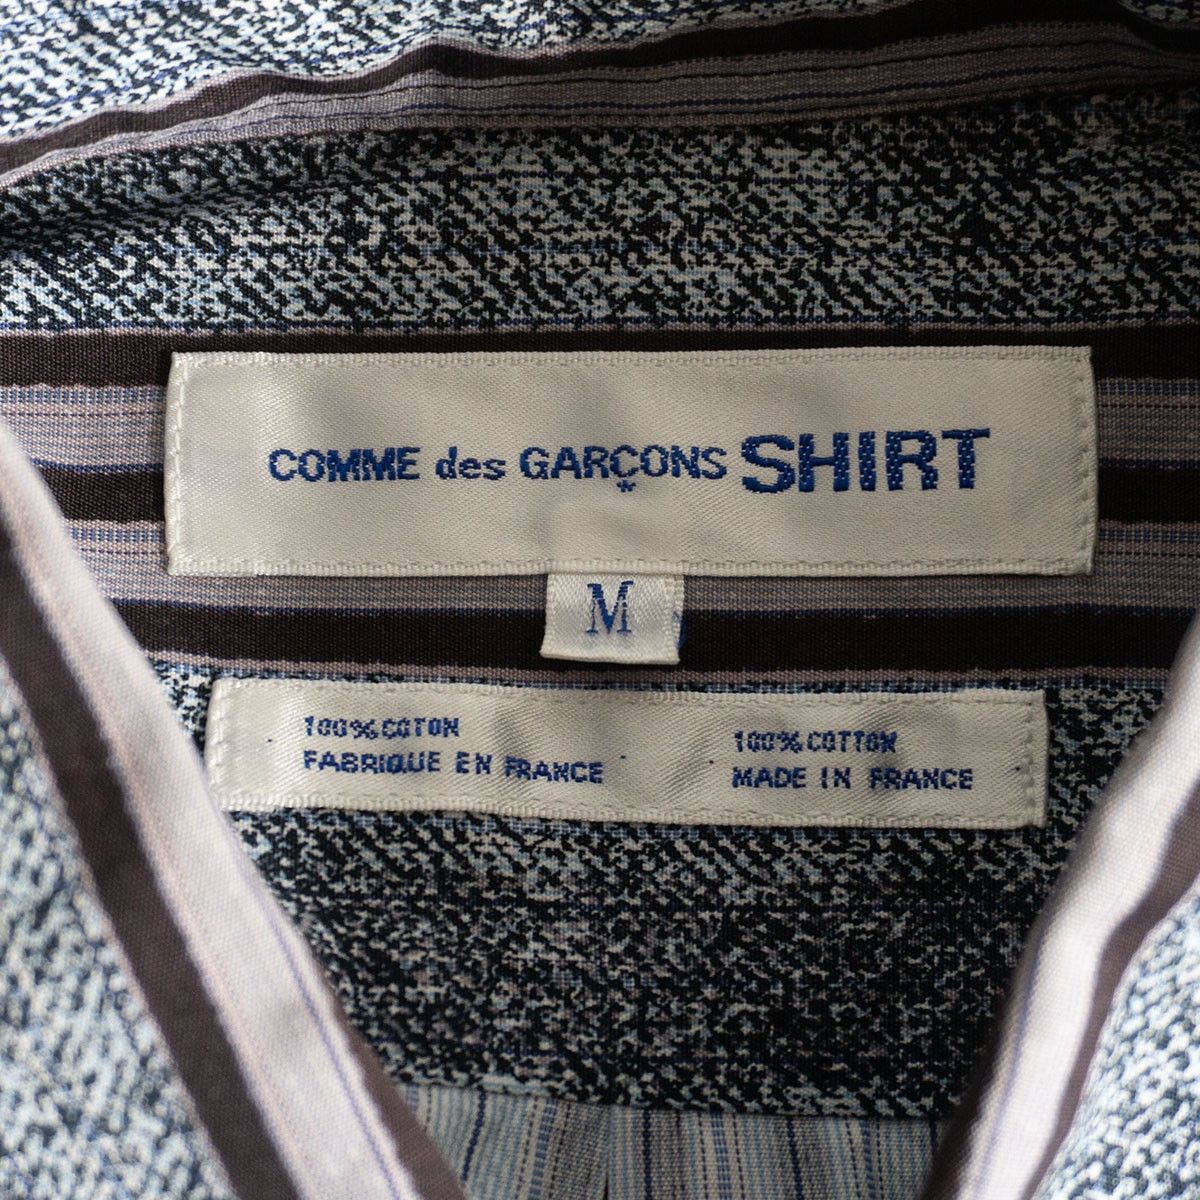 COMME des GARÇONS SHIRT
M
100% COTON
FABRIQUE EN FRANCE
100% COTTON
MADE IN FRANCE